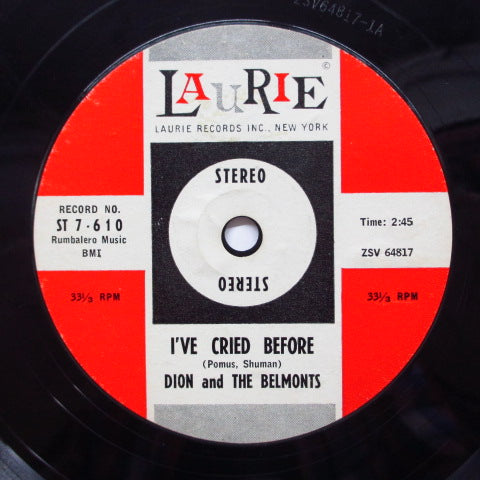 ZSV64817-1A
LAURIE
©
LAURIE RECORDS INC., NEW YORK
STEREO
RECORD NO.
ST 7-610
Rumbalero Music
BMI
Time: 2:45
ZSV 64817
STEREO
33⅓ RPM
33⅓ RPM
I'VE CRIED BEFORE
(Pomus, Shuman)
DION and THE BELMONTS